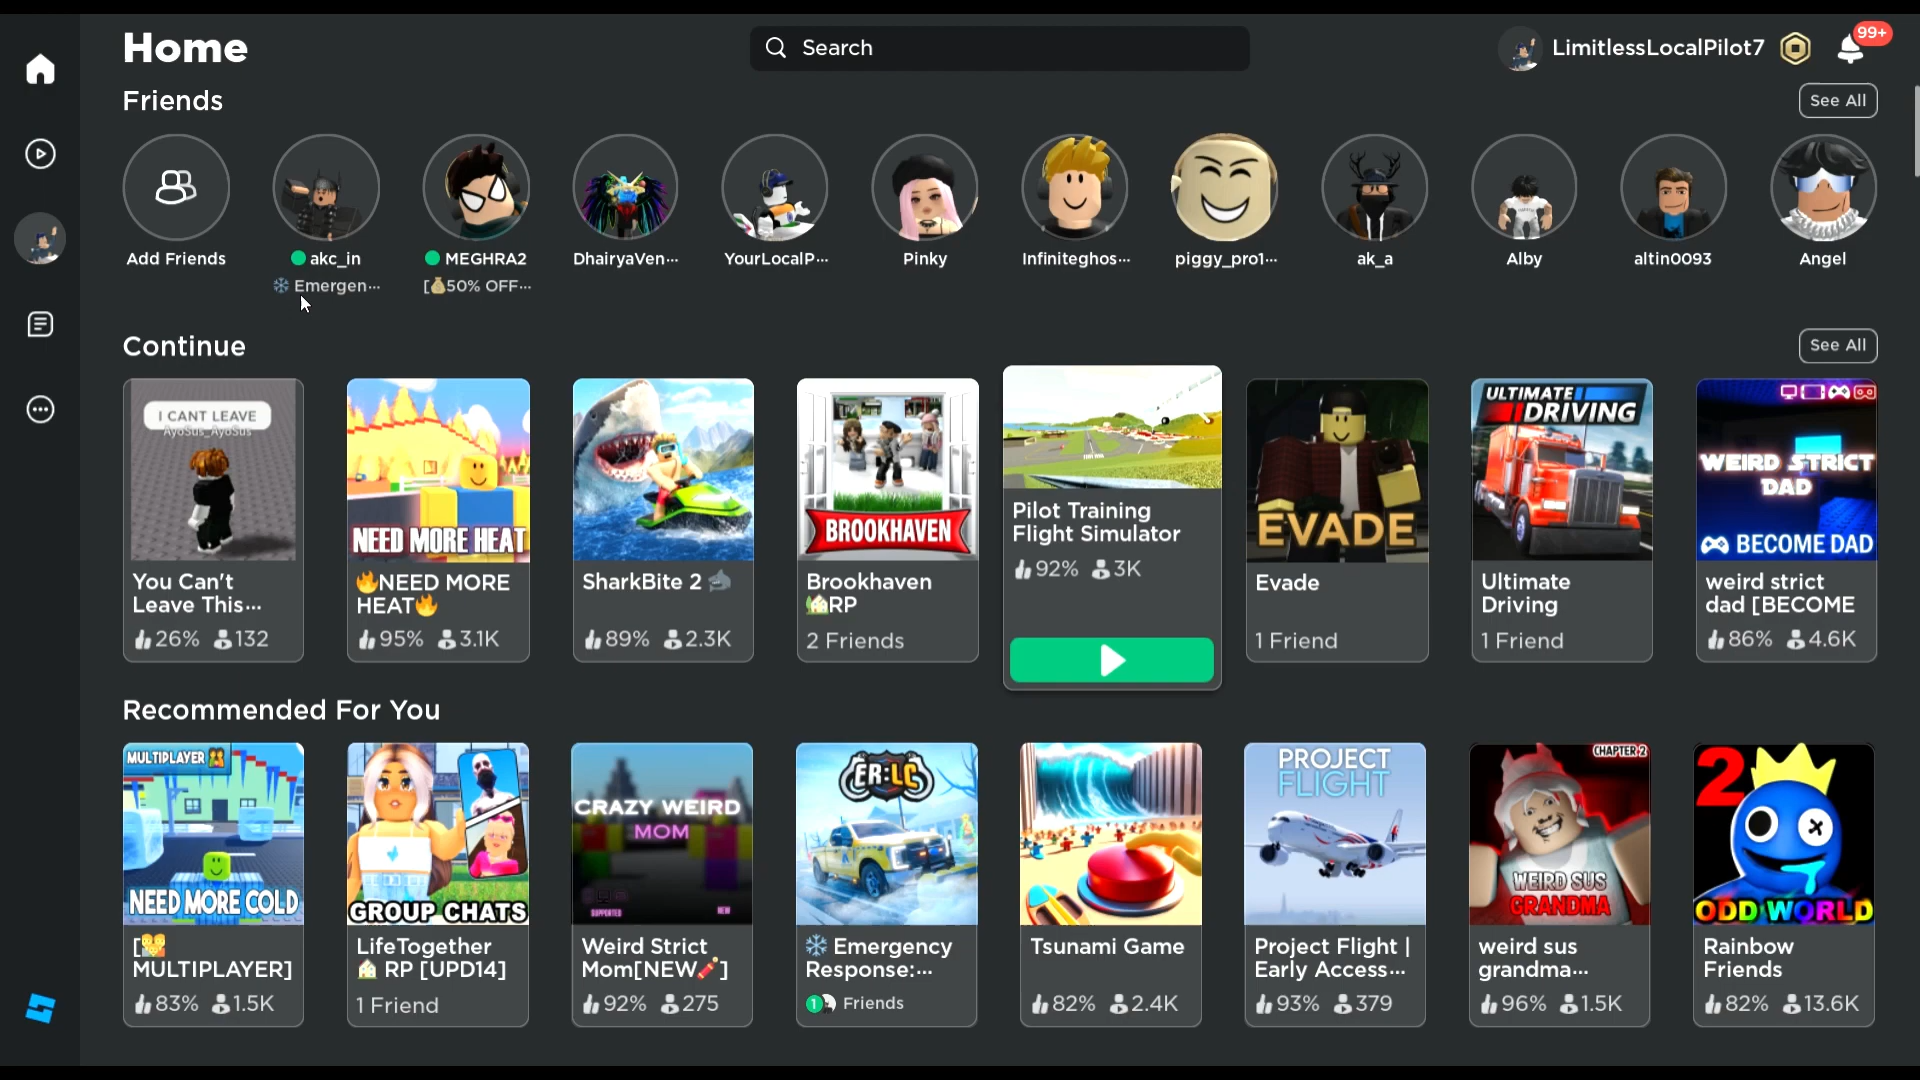 Home
Search
LimitlessLocalPilot7
99+
Friends
See All
Add Friends
akc_in
MEGHRA2
DhairyaVen...
YourLocalP...
Pinky
Infiniteghos...
piggy_pro1...
ak_a
Alby
altin0093
Angel
❄️ Emergen...
[💰50% OFF...
Continue
See All
I CANT LEAVE
AyoSus_AyoSus
You Can't
Leave This...
26% 132
NEED MORE HEAT
🔥NEED MORE
HEAT🔥
95% 3.1K
SharkBite 2 🦈
89% 2.3K
BROOKHAVEN
Brookhaven
🏡RP
2 Friends
Pilot Training
Flight Simulator
92% 3K
EVADE
Evade
1 Friend
ULTIMATE
DRIVING
Ultimate
Driving
1 Friend
WEIRD STRICT
DAD
BECOME DAD
weird strict
dad [BECOME
86% 4.6K
Recommended For You
MULTIPLAYER
NEED MORE COLD
[👫
MULTIPLAYER]
83% 1.5K
GROUP CHATS
LifeTogether
🏠 RP [UPD14]
1 Friend
CRAZY WEIRD
MOM
SUPPORTED
NEW
Weird Strict
Mom[NEW🧨]
92% 275
ER:LC
❄️ Emergency
Response:...
1 Friends
Tsunami Game
82% 2.4K
PROJECT
FLIGHT
Project Flight |
Early Access...
93% 379
CHAPTER 2
WEIRD SUS
GRANDMA
weird sus
grandma...
96% 1.5K
2
ODD WORLD
Rainbow
Friends
82% 13.6K